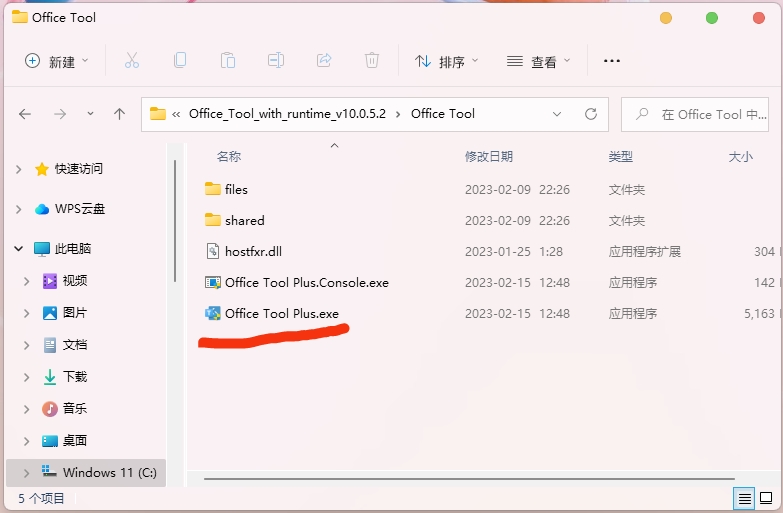 Office Tool
新建
排序
查看
« Office_Tool_with_runtime_v10.0.5.2 › Office Tool
在 Office Tool 中...
名称 修改日期 类型 大小
快速访问
WPS云盘
此电脑
视频
图片
文档
下载
音乐
桌面
Windows 11 (C:)
files 2023-02-09 22:26 文件夹
shared 2023-02-09 22:26 文件夹
hostfxr.dll 2023-01-25 1:28 应用程序扩展 304
Office Tool Plus.Console.exe 2023-02-15 12:48 应用程序 142
Office Tool Plus.exe 2023-02-15 12:48 应用程序 5,163
5 个项目